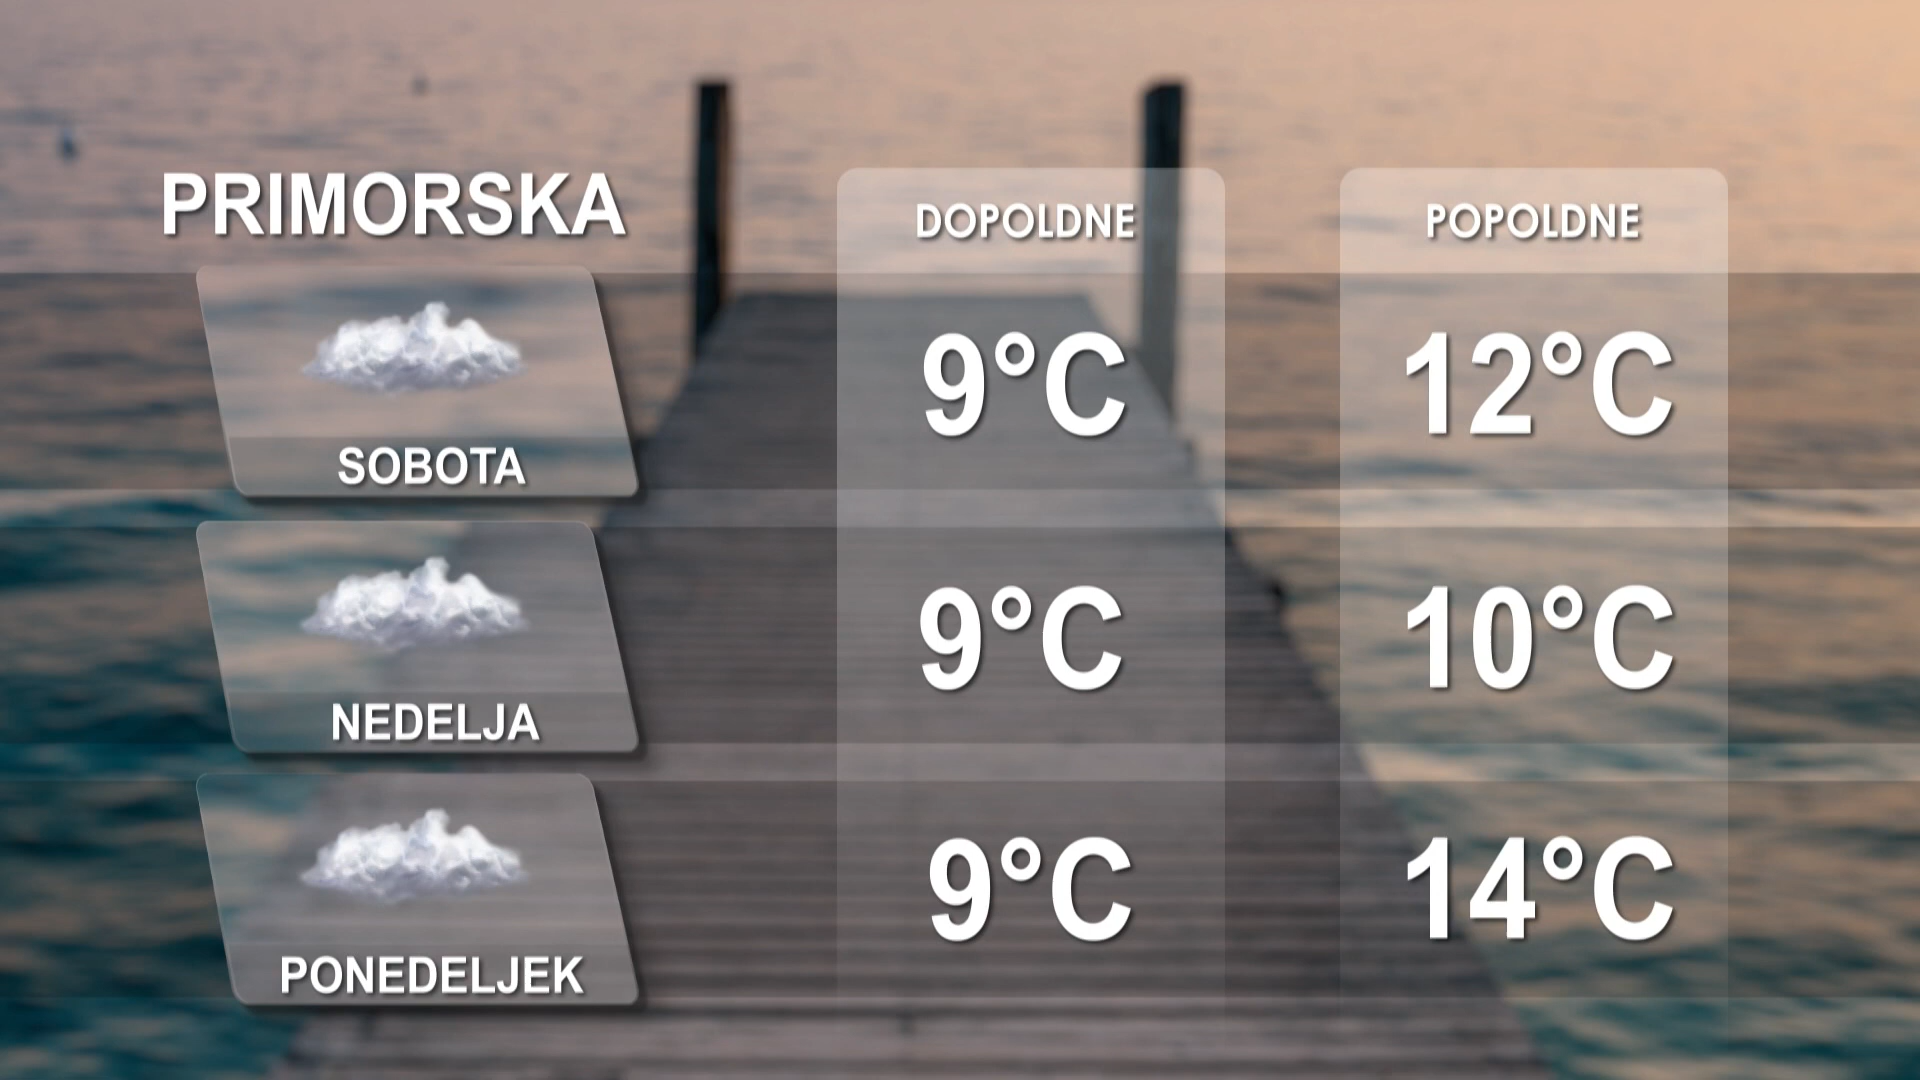 PRIMORSKA
DOPOLDNE
POPOLDNE
SOBOTA
9°C
12°C
NEDELJA
9°C
10°C
PONEDELJEK
9°C
14°C